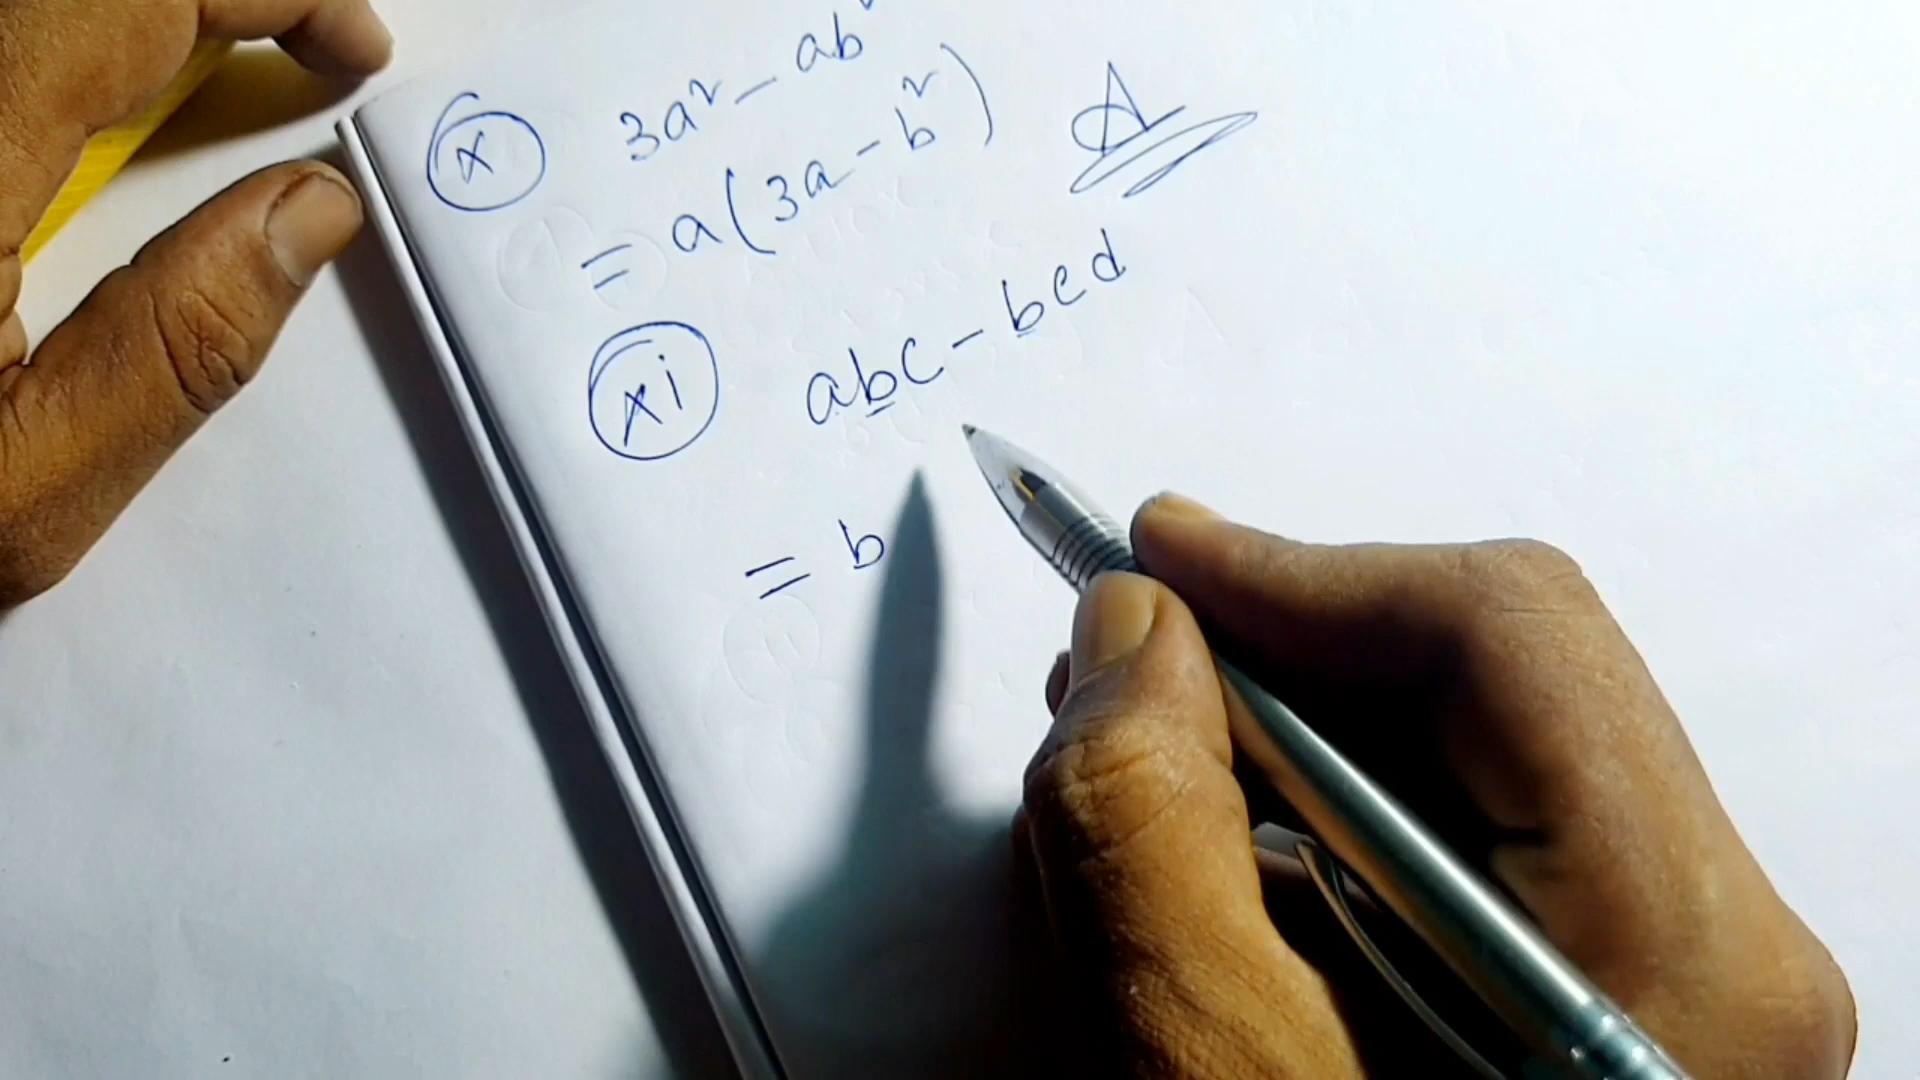 x 3a² - ab²
= a(3a - b²) A
xi abc - bcd
= b